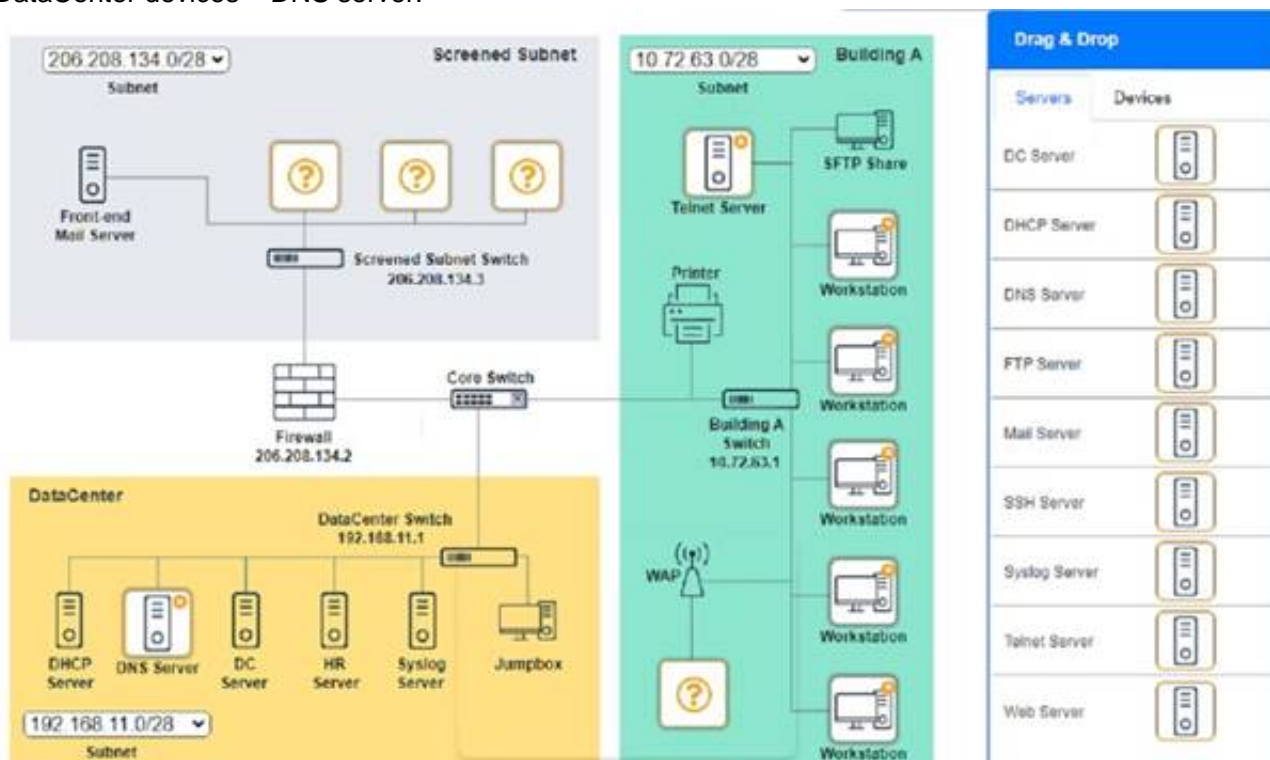 DataCenter devices – DNS server.
206.208.134.0/28
Subnet
Screened Subnet
Front-end
Mail Server
Screened Subnet Switch
206.208.134.3
Firewall
206.208.134.2
Core Switch
10.72.63.0/28
Subnet
Building A
Telnet Server
SFTP Share
Printer
Workstation
Workstation
Building A
Switch
10.72.63.1
Workstation
WAP
Workstation
Workstation
DataCenter
DataCenter Switch
192.168.11.1
DHCP
Server
DNS Server
DC
Server
HR
Server
Syslog
Server
Jumpbox
192.168.11.0/28
Subnet
Drag & Drop
Servers
Devices
DC Server
DHCP Server
DNS Server
FTP Server
Mail Server
SSH Server
Syslog Server
Telnet Server
Web Server